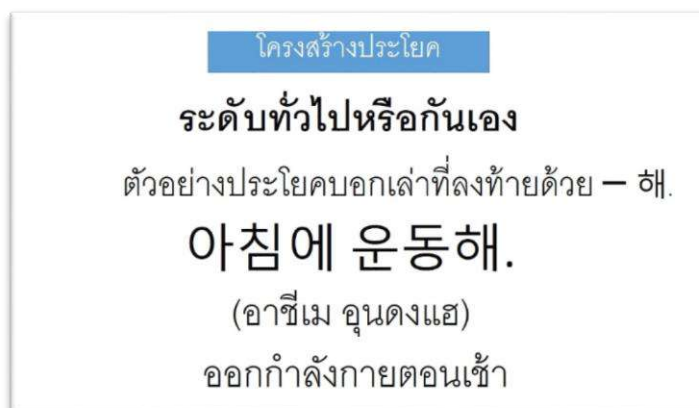 โครงสร้างประโยค
ระดับทั่วไปหรือกันเอง
ตัวอย่างประโยคบอกเล่าที่ลงท้ายด้วย – 해.
아침에 운동해.
(อาชีเม อุนดงแฮ)
ออกกำลังกายตอนเช้า